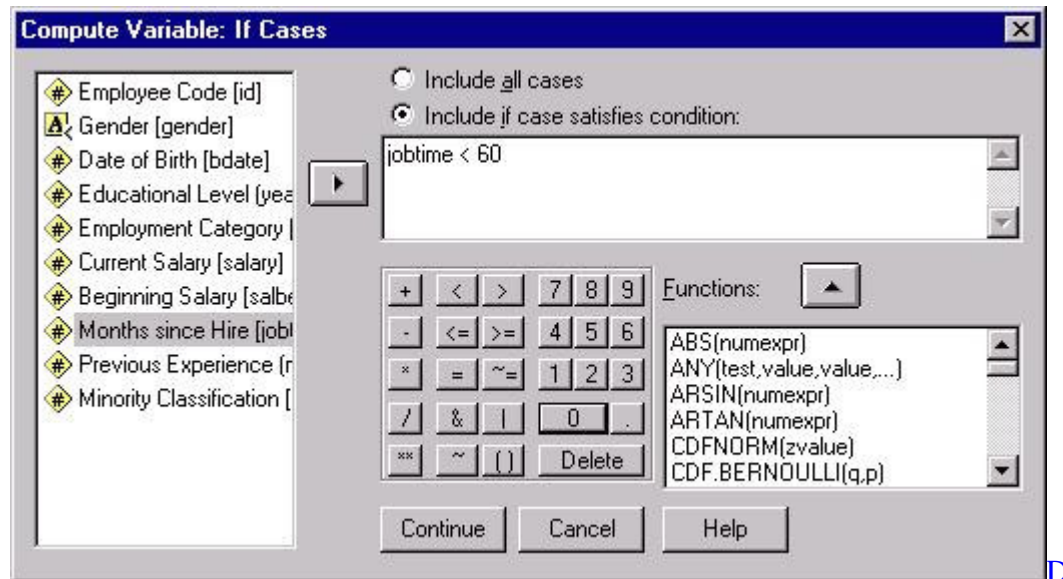 Compute Variable: If Cases
Employee Code [id]
Gender [gender]
Date of Birth [bdate]
Educational Level (yea
Employment Category [
Current Salary [salary]
Beginning Salary [salbe
Months since Hire [jobt
Previous Experience (r
Minority Classification [
Include all cases
Include if case satisfies condition:
jobtime < 60
+ < > 7 8 9
- <= >= 4 5 6
* = ~= 1 2 3
/ & | 0 .
** ~ () Delete
Functions:
ABS(numexpr)
ANY(test,value,value,...)
ARSIN(numexpr)
ARTAN(numexpr)
CDFNORM(zvalue)
CDF.BERNOULLI(q,p)
Continue
Cancel
Help